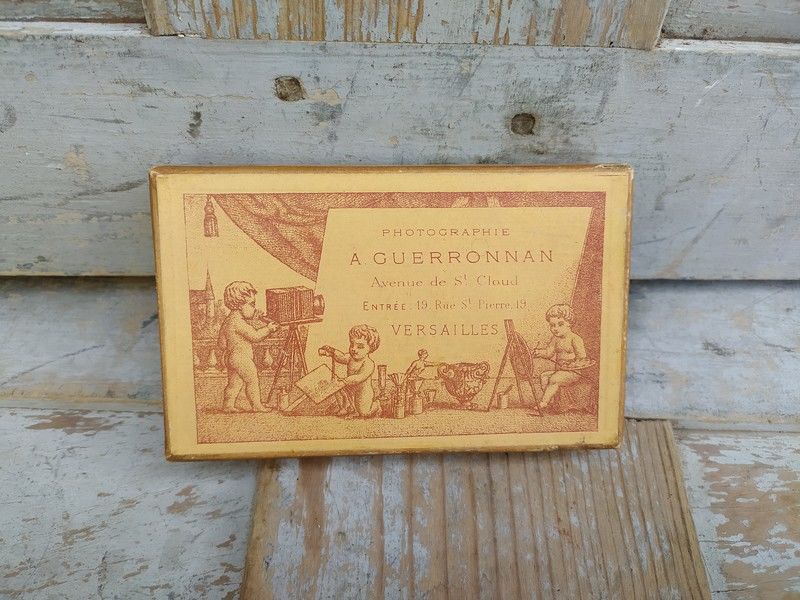 PHOTOGRAPHIE
A. GUERRONNAN
Avenue de St Cloud
ENTRÉE: 19, Rue St Pierre, 19
VERSAILLES